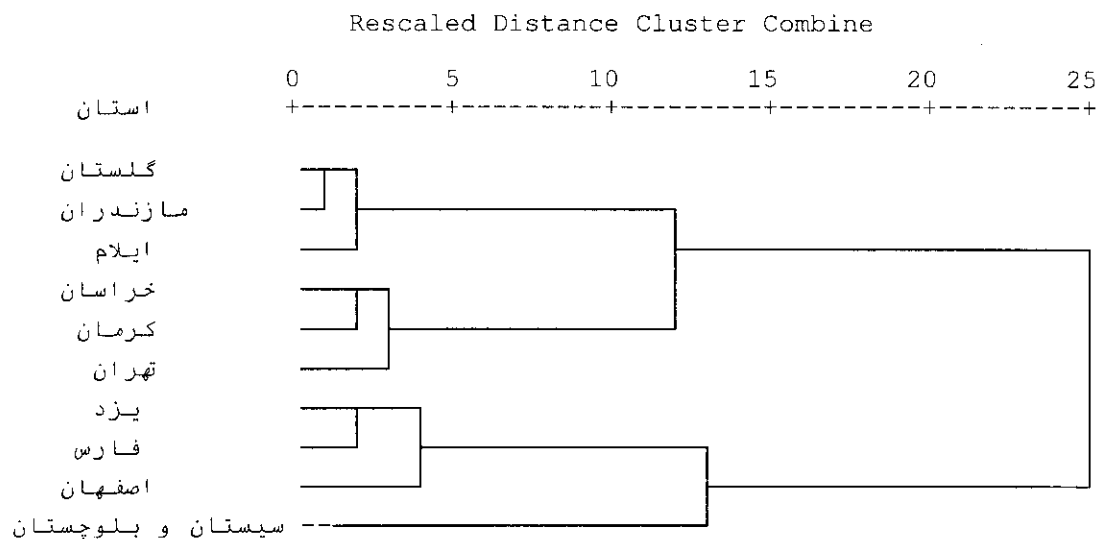 Rescaled Distance Cluster Combine
0 5 10 15 20 25
استان
گلستان
مازندران
ایلام
خراسان
کرمان
تهران
یزد
فارس
اصفهان
سیستان و بلوچستان